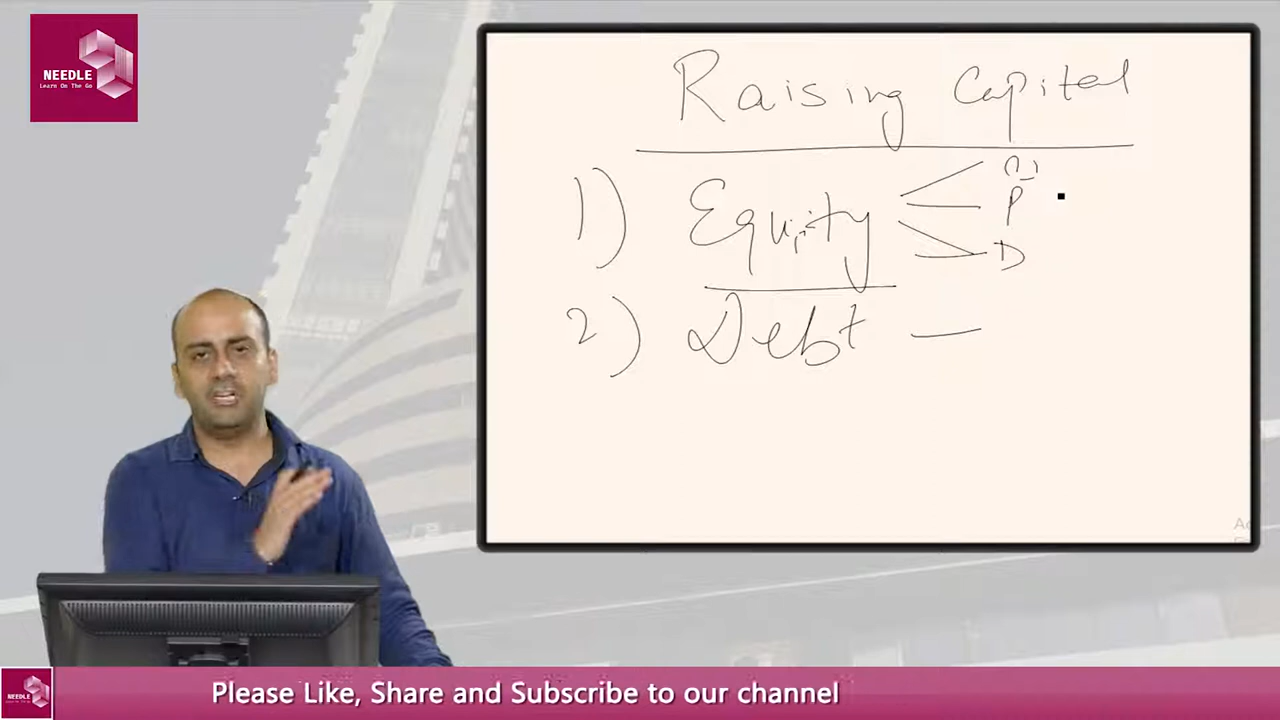 NEEDLE
Learn On The Go
Raising Capital
1) Equity
P
D
2) Debt —
NEEDLE
Please Like, Share and Subscribe to our channel